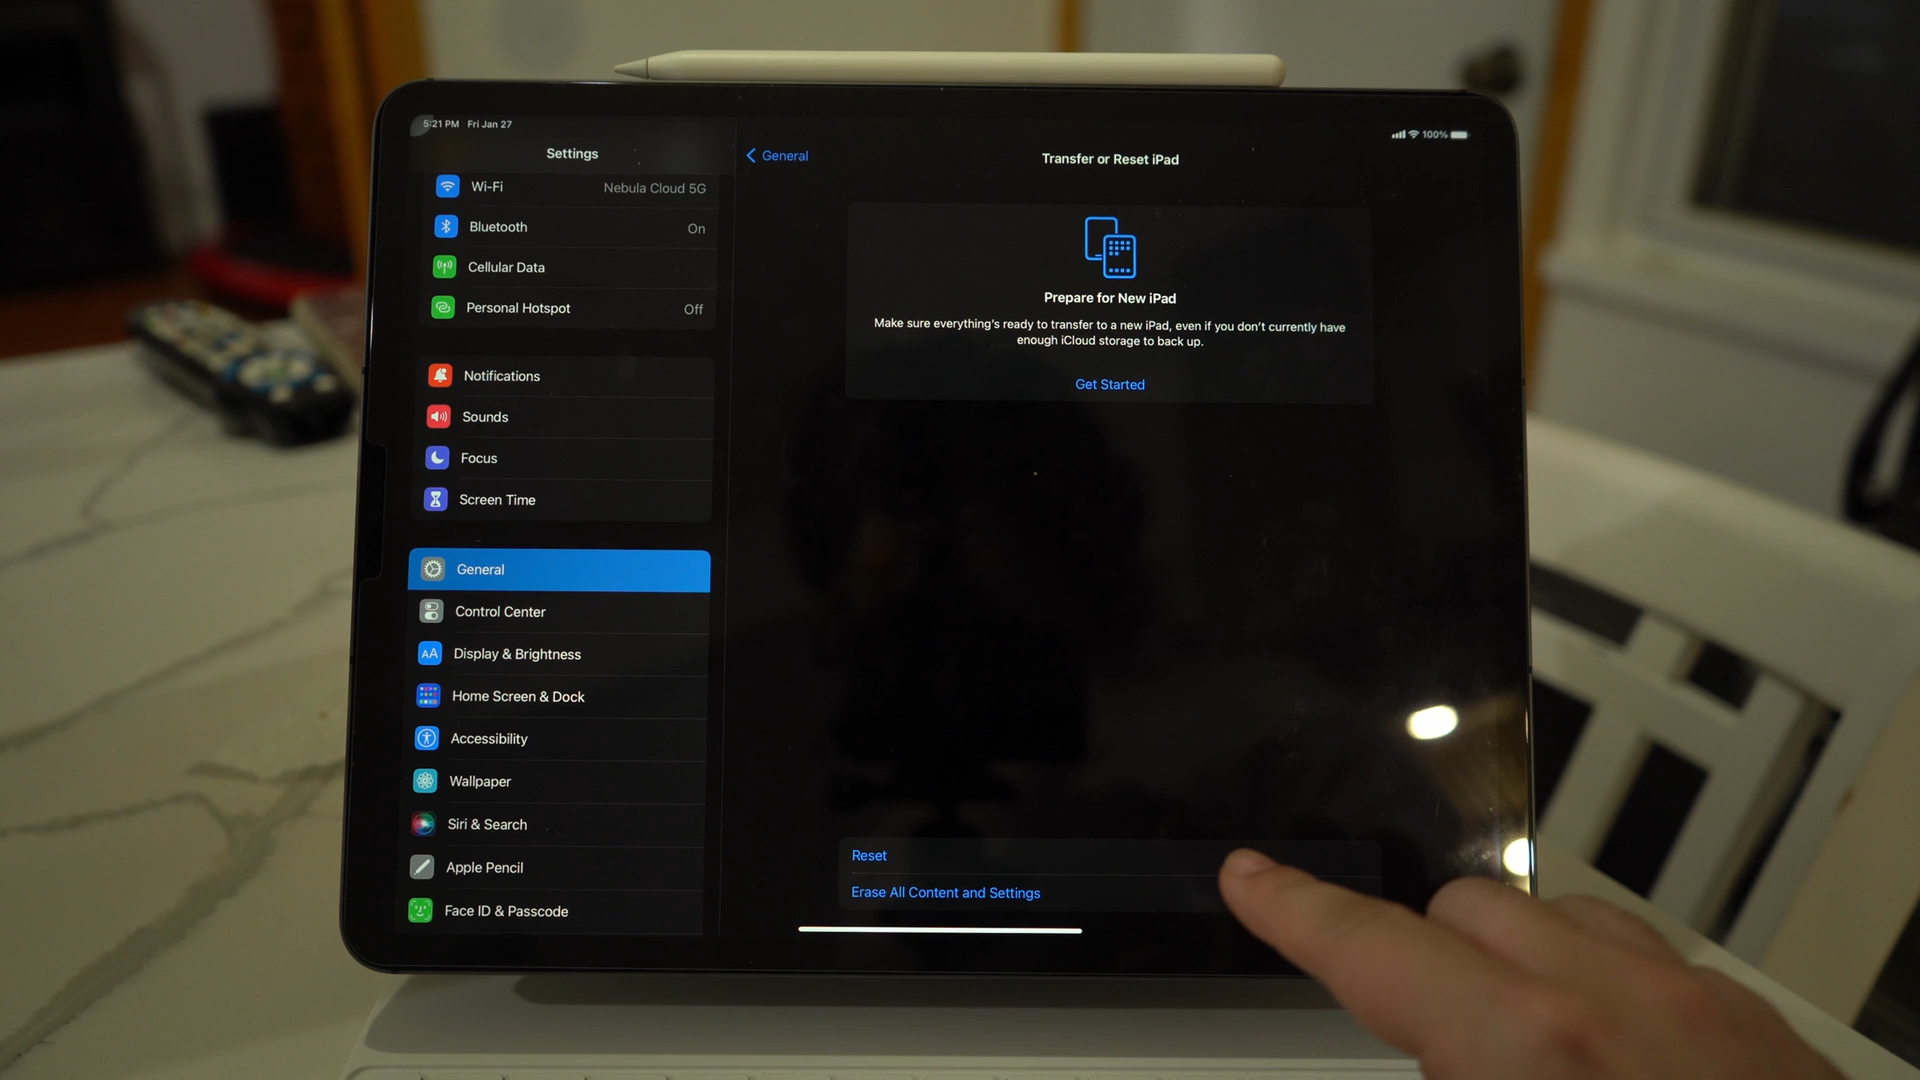 5:21 PM Fri Jan 27
100%
Settings
Wi-Fi Nebula Cloud 5G
Bluetooth On
Cellular Data
Personal Hotspot Off
Notifications
Sounds
Focus
Screen Time
General
Control Center
AA Display & Brightness
Home Screen & Dock
Accessibility
Wallpaper
Siri & Search
Apple Pencil
Face ID & Passcode
General
Transfer or Reset iPad
Prepare for New iPad
Make sure everything's ready to transfer to a new iPad, even if you don't currently have
enough iCloud storage to back up.
Get Started
Reset
Erase All Content and Settings